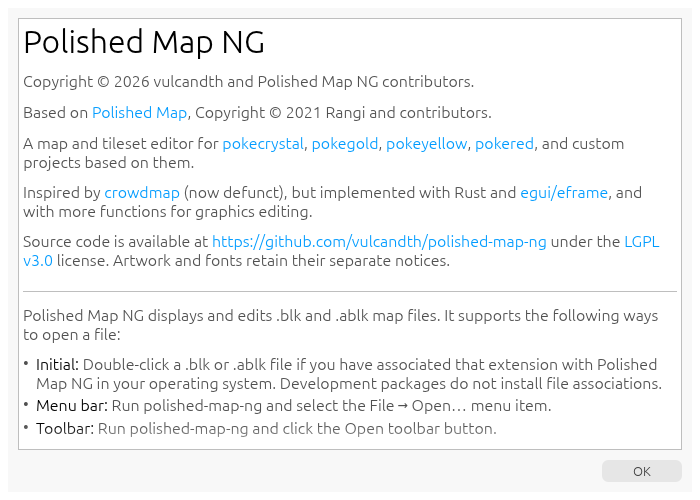 Polished Map NG
Copyright © 2026 vulcandth and Polished Map NG contributors.
Based on Polished Map, Copyright © 2021 Rangi and contributors.
A map and tileset editor for pokecrystal, pokegold, pokeyellow, pokered, and custom
projects based on them.
Inspired by crowdmap (now defunct), but implemented with Rust and egui/eframe, and
with more functions for graphics editing.
Source code is available at https://github.com/vulcandth/polished-map-ng under the LGPL
v3.0 license. Artwork and fonts retain their separate notices.
Polished Map NG displays and edits .blk and .ablk map files. It supports the following ways
to open a file:
• Initial: Double-click a .blk or .ablk file if you have associated that extension with Polished
Map NG in your operating system. Development packages do not install file associations.
• Menu bar: Run polished-map-ng and select the File → Open… menu item.
• Toolbar: Run polished-map-ng and click the Open toolbar button.
OK